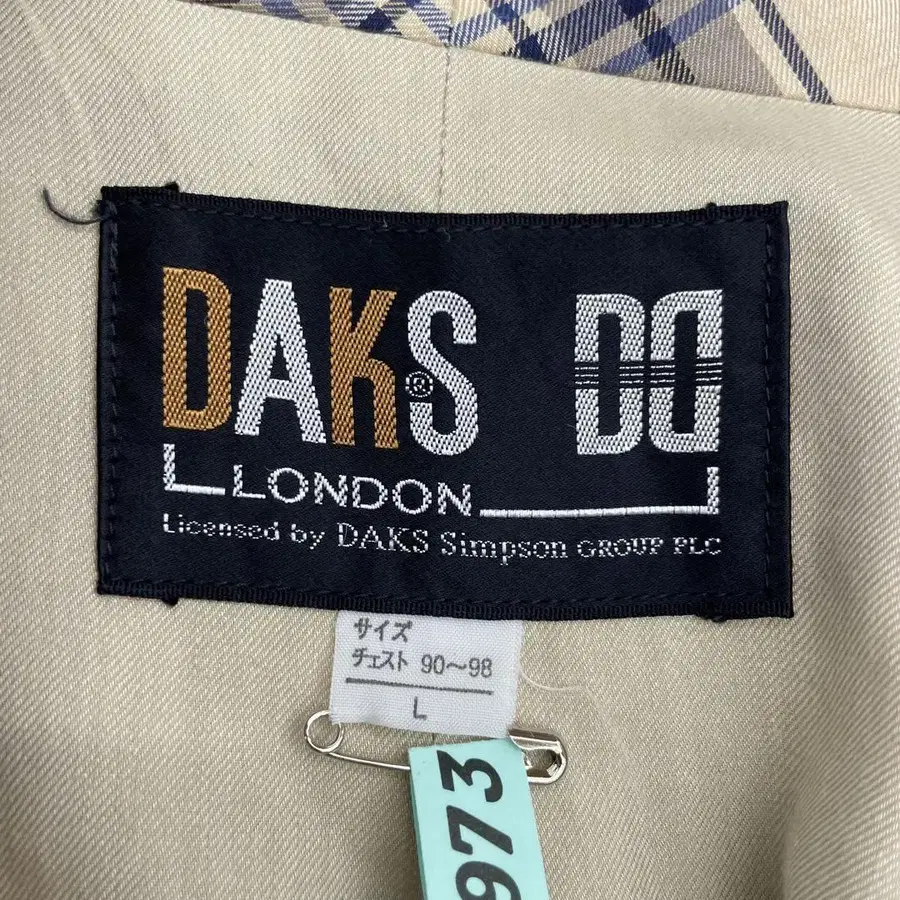 DAKS® DD
LONDON
Licensed by DAKS Simpson GROUP PLC
サイズ
チェスト 90〜98
L
973